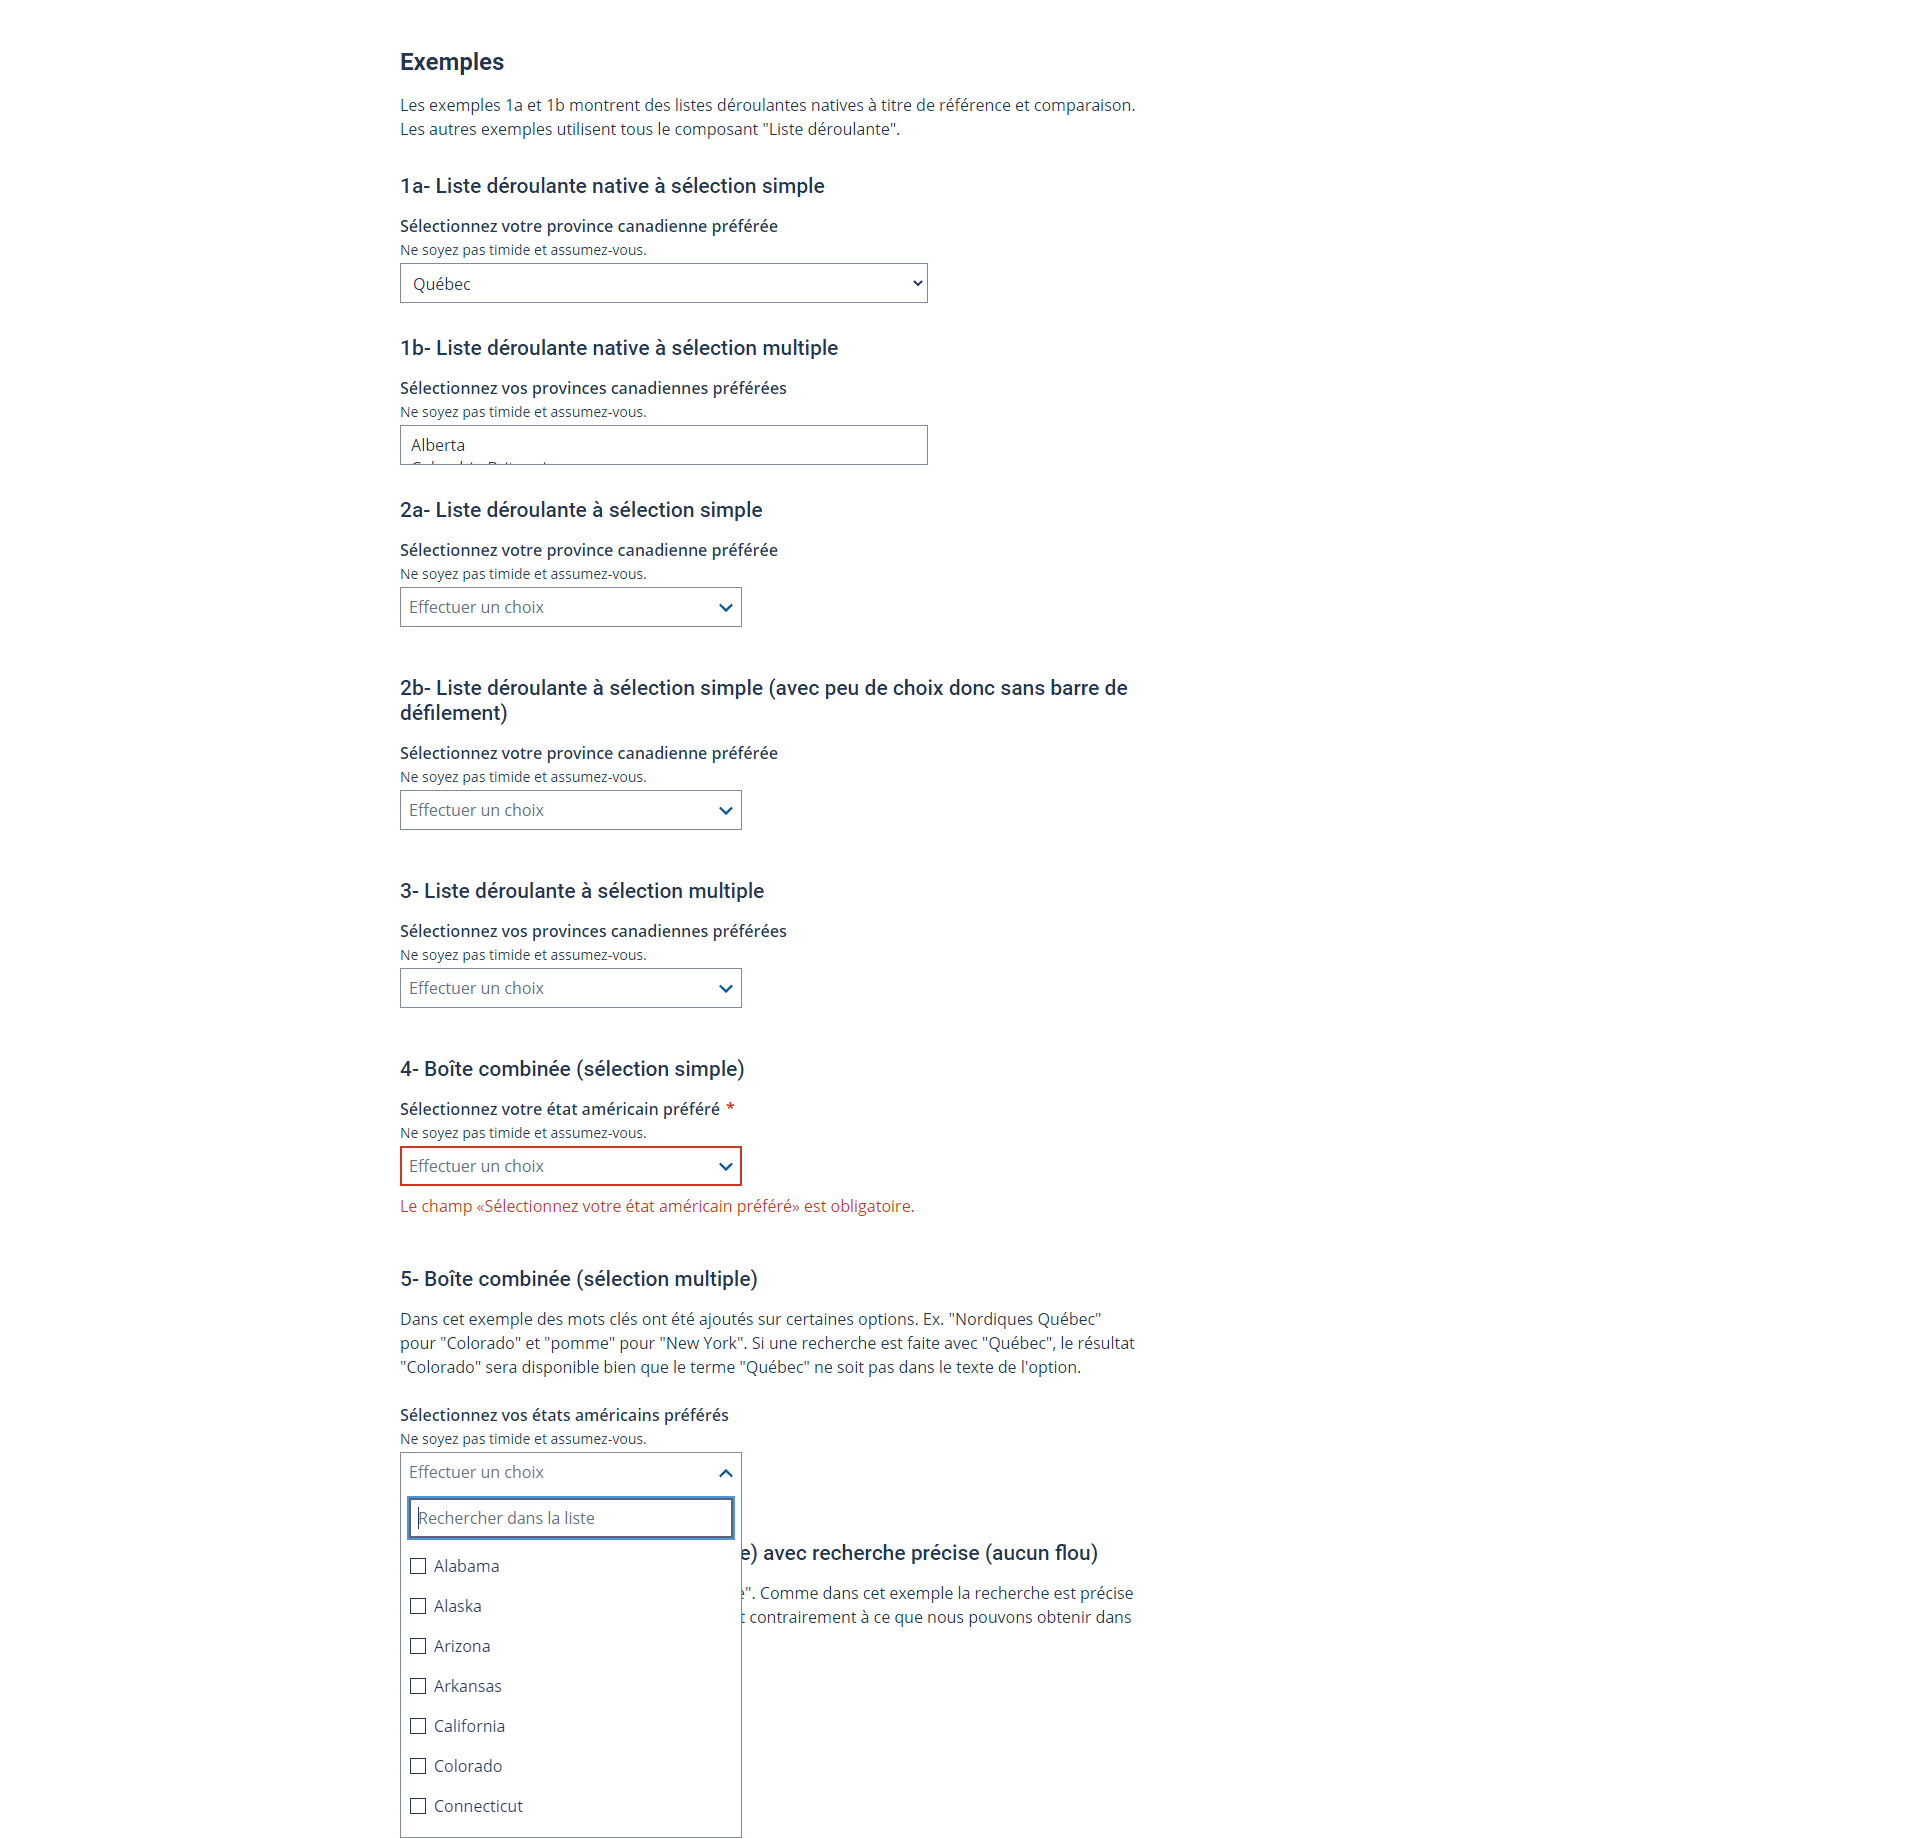 Exemples
Les exemples 1a et 1b montrent des listes déroulantes natives à titre de référence et comparaison.
Les autres exemples utilisent tous le composant "Liste déroulante".
1a- Liste déroulante native à sélection simple
Sélectionnez votre province canadienne préférée
Ne soyez pas timide et assumez-vous.
Québec
1b- Liste déroulante native à sélection multiple
Sélectionnez vos provinces canadiennes préférées
Ne soyez pas timide et assumez-vous.
Alberta
2a- Liste déroulante à sélection simple
Sélectionnez votre province canadienne préférée
Ne soyez pas timide et assumez-vous.
Effectuer un choix
2b- Liste déroulante à sélection simple (avec peu de choix donc sans barre de
défilement)
Sélectionnez votre province canadienne préférée
Ne soyez pas timide et assumez-vous.
Effectuer un choix
3- Liste déroulante à sélection multiple
Sélectionnez vos provinces canadiennes préférées
Ne soyez pas timide et assumez-vous.
Effectuer un choix
4- Boîte combinée (sélection simple)
Sélectionnez votre état américain préféré *
Ne soyez pas timide et assumez-vous.
Effectuer un choix
Le champ «Sélectionnez votre état américain préféré» est obligatoire.
5- Boîte combinée (sélection multiple)
Dans cet exemple des mots clés ont été ajoutés sur certaines options. Ex. "Nordiques Québec"
pour "Colorado" et "pomme" pour "New York". Si une recherche est faite avec "Québec", le résultat
"Colorado" sera disponible bien que le terme "Québec" ne soit pas dans le texte de l'option.
Sélectionnez vos états américains préférés
Ne soyez pas timide et assumez-vous.
Effectuer un choix
Rechercher dans la liste
e) avec recherche précise (aucun flou)
Alabama
e". Comme dans cet exemple la recherche est précise
Alaska
t contrairement à ce que nous pouvons obtenir dans
Arizona
Arkansas
California
Colorado
Connecticut